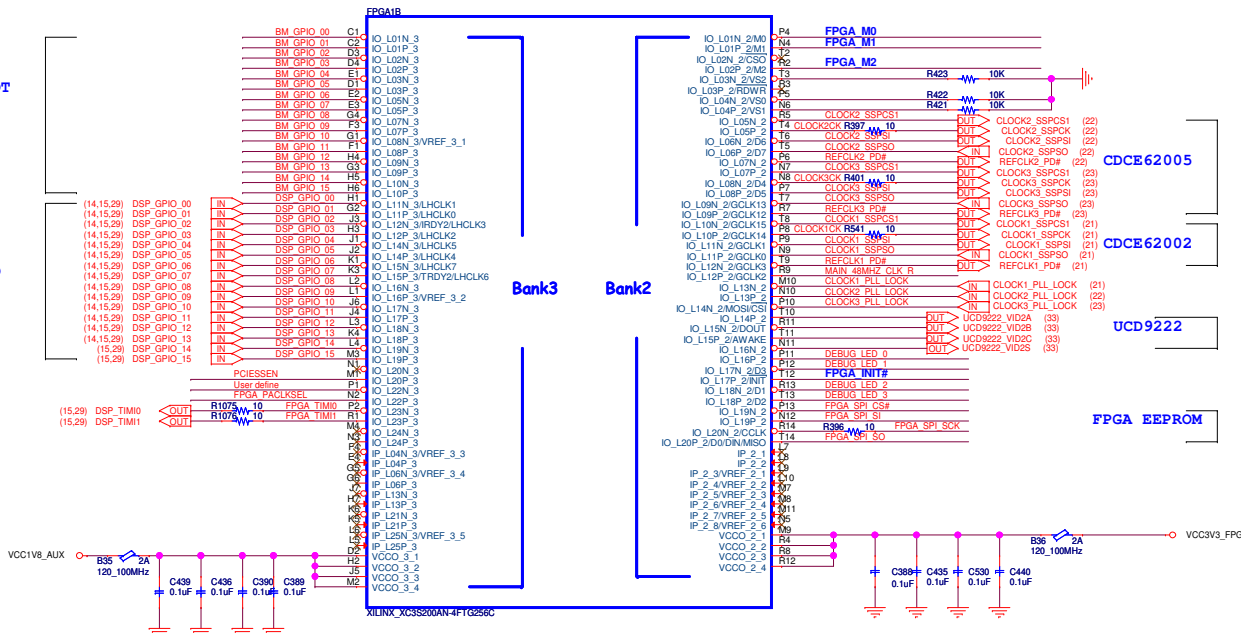 FPGA1B
BM_GPIO_00 C1 IO_L01N_3
BM_GPIO_01 C2 IO_L01P_3
BM_GPIO_02 D3 IO_L02N_3
BM_GPIO_03 D4 IO_L02P_3
BM_GPIO_04 E1 IO_L03N_3
BM_GPIO_05 D1 IO_L03P_3
BM_GPIO_06 E2 IO_L05N_3
BM_GPIO_07 E3 IO_L05P_3
BM_GPIO_08 G4 IO_L07N_3
BM_GPIO_09 F3 IO_L07P_3
BM_GPIO_10 G1 IO_L08N_3/VREF_3_1
BM_GPIO_11 F1 IO_L08P_3
BM_GPIO_12 H4 IO_L09N_3
BM_GPIO_13 G3 IO_L09P_3
BM_GPIO_14 H5 IO_L10N_3
BM_GPIO_15 H6 IO_L10P_3
(14,15,29) DSP_GPIO_00 IN DSP_GPIO_00 H1 IO_L11N_3/LHCLK1
(14,15,29) DSP_GPIO_01 IN DSP_GPIO_01 G2 IO_L11P_3/LHCLK0
(14,15,29) DSP_GPIO_02 IN DSP_GPIO_02 J3 IO_L12N_3/IRDY2/LHCLK3
(14,15,29) DSP_GPIO_03 IN DSP_GPIO_03 H3 IO_L12P_3/LHCLK2
(14,15,29) DSP_GPIO_04 IN DSP_GPIO_04 J1 IO_L14N_3/LHCLK5
(14,15,29) DSP_GPIO_05 IN DSP_GPIO_05 J2 IO_L14P_3/LHCLK4
(14,15,29) DSP_GPIO_06 IN DSP_GPIO_06 K1 IO_L15N_3/LHCLK7
(14,15,29) DSP_GPIO_07 IN DSP_GPIO_07 K3 IO_L15P_3/TRDY2/LHCLK6
(14,15,29) DSP_GPIO_08 IN DSP_GPIO_08 L2 IO_L16N_3
(14,15,29) DSP_GPIO_09 IN DSP_GPIO_09 L1 IO_L16P_3/VREF_3_2
(14,15,29) DSP_GPIO_10 IN DSP_GPIO_10 J6 IO_L17N_3
(14,15,29) DSP_GPIO_11 IN DSP_GPIO_11 J4 IO_L17P_3
(14,15,29) DSP_GPIO_12 IN DSP_GPIO_12 L3 IO_L18N_3
(14,15,29) DSP_GPIO_13 IN DSP_GPIO_13 K4 IO_L18P_3
(15,29) DSP_GPIO_14 IN DSP_GPIO_14 L4 IO_L19N_3
(15,29) DSP_GPIO_15 IN DSP_GPIO_15 M3 IO_L19P_3
N1 IO_L20N_3
PCIESSEN M1 IO_L20P_3
User define P1 IO_L22N_3
FPGA_PACLKSEL N2 IO_L22P_3
(15,29) DSP_TIMI0 OUT R1075 10 FPGA_TIMI0 P2 IO_L23N_3
(15,29) DSP_TIMI1 OUT R1076 10 FPGA_TIMI1 R1 IO_L23P_3
M4 IO_L24N_3
N3 IO_L24P_3
IP_L04N_3/VREF_3_3
E4 IP_L04P_3
G5 IP_L06N_3/VREF_3_4
G6 IP_L06P_3
J7 IP_L13N_3
H7 IP_L13P_3
K6 IP_L21N_3
K5 IP_L21P_3
L6 IP_L25N_3/VREF_3_5
L5 IP_L25P_3
D2 VCCO_3_1
H2 VCCO_3_2
J5 VCCO_3_3
M2 VCCO_3_4
VCC1V8_AUX
B35 2A
120_100MHz
C439 0.1uF
C436 0.1uF
C390 0.1uF
C389 0.1uF
Bank3
Bank2
IO_L01N_2/M0 P4 FPGA_M0
IO_L01P_2/M1 N4 FPGA_M1
IO_L02N_2/CSO T2
IO_L02P_2/M2 R2 FPGA_M2
IO_L03N_2/VS2 T3 R423 10K
IO_L03P_2/RDWR R3
IO_L04N_2/VS0 P5 R422 10K
IO_L04P_2/VS1 N6 R421 10K
IO_L05N_2 R5 CLOCK2_SSPCS1 OUT CLOCK2_SSPCS1 (22)
IO_L05P_2 T4 CLOCK2CK R397 10 OUT CLOCK2_SSPCK (22)
IO_L06N_2/D6 T6 CLOCK2_SSPSI OUT CLOCK2_SSPSI (22)
IO_L06P_2/D7 T5 CLOCK2_SSPSO IN CLOCK2_SSPSO (22)
IO_L07N_2 P6 REFCLK2_PD# OUT REFCLK2_PD# (22)
IO_L07P_2 N7 CLOCK3_SSPCS1 OUT CLOCK3_SSPCS1 (23)
IO_L08N_2/D4 N8 CLOCK3CK R401 10 OUT CLOCK3_SSPCK (23)
IO_L08P_2/D5 P7 CLOCK3_SSPSI OUT CLOCK3_SSPSI (23)
IO_L09N_2/GCLK13 T7 CLOCK3_SSPSO IN CLOCK3_SSPSO (23)
IO_L09P_2/GCLK12 R7 REFCLK3_PD# OUT REFCLK3_PD# (23)
IO_L10N_2/GCLK15 T8 CLOCK1_SSPCS1 OUT CLOCK1_SSPCS1 (21)
IO_L10P_2/GCLK14 P8 CLOCK1CK R541 10 OUT CLOCK1_SSPCK (21)
IO_L11N_2/GCLK1 P9 CLOCK1_SSPSI OUT CLOCK1_SSPSI (21)
IO_L11P_2/GCLK0 N9 CLOCK1_SSPSO IN CLOCK1_SSPSO (21)
IO_L12N_2/GCLK3 T9 REFCLK1_PD# OUT REFCLK1_PD# (21)
IO_L12P_2/GCLK2 R9 MAIN_48MHZ_CLK_R
IO_L13N_2 M10 CLOCK1_PLL_LOCK IN CLOCK1_PLL_LOCK (21)
IO_L13P_2 N10 CLOCK2_PLL_LOCK IN CLOCK2_PLL_LOCK (22)
IO_L14N_2/MOSI/CSI P10 CLOCK3_PLL_LOCK IN CLOCK3_PLL_LOCK (23)
IO_L14P_2 T10 OUT UCD9222_VID2A (33)
IO_L15N_2/DOUT R11 OUT UCD9222_VID2B (33)
IO_L15P_2/AWAKE T11 OUT UCD9222_VID2C (33)
IO_L16N_2 N11 OUT UCD9222_VID2S (33)
IO_L16P_2 P11 DEBUG_LED_0
IO_L17N_2/D3 P12 DEBUG_LED_1
IO_L17P_2/INIT T12 FPGA_INIT#
IO_L18N_2/D1 R13 DEBUG_LED_2
IO_L18P_2/D2 T13 DEBUG_LED_3
IO_L19N_2 P13 FPGA_SPI_CS#
IO_L19P_2 N12 FPGA_SPI_SI
IO_L20N_2/CCLK R14 R396 10 FPGA_SPI_SCK
IO_L20P_2/D0/DIN/MISO T14 FPGA_SPI_SO
IP_2_1 L7
IP_2_2 L8
IP_2_3/VREF_2_1 L9
IP_2_4/VREF_2_2 L10
IP_2_5/VREF_2_3 M7
IP_2_6/VREF_2_4 M8
IP_2_7/VREF_2_5 M11
IP_2_8/VREF_2_6 N5
VCCO_2_1 M9
VCCO_2_2 R4
VCCO_2_3 R8
VCCO_2_4 R12
CDCE62005
CDCE62002
UCD9222
FPGA EEPROM
B36 2A
120_100MHz
VCC3V3_FPG
C388 0.1uF
C435 0.1uF
C530 0.1uF
C440 0.1uF
XILINX_XC3S200AN-4FTG256C